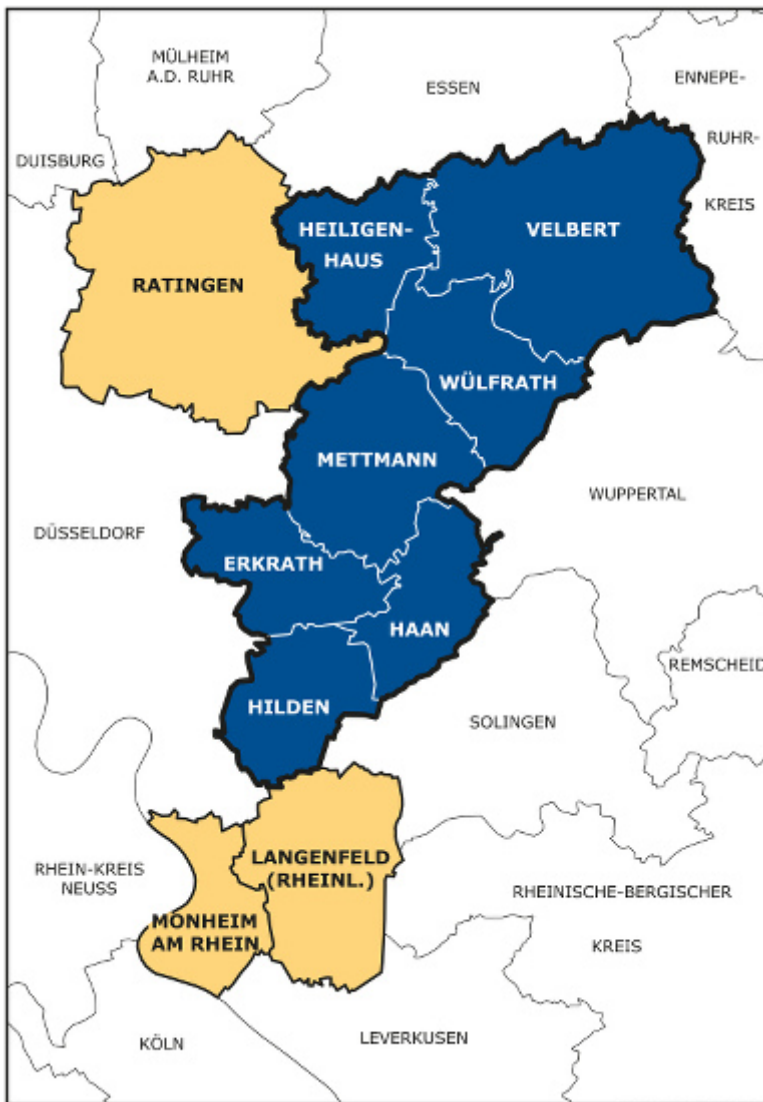 MÜLHEIM
A.D. RUHR
ESSEN
ENNEPE-
RUHR-
KREIS
DUISBURG
HEILIGEN-
HAUS
VELBERT
RATINGEN
WÜLFRATH
METTMANN
WUPPERTAL
DÜSSELDORF
ERKRATH
HAAN
REMSCHEID
HILDEN
SOLINGEN
LANGENFELD
(RHEINL.)
RHEIN-KREIS
NEUSS
RHEINISCHE-BERGISCHER
KREIS
MONHEIM
AM RHEIN
KÖLN
LEVERKUSEN